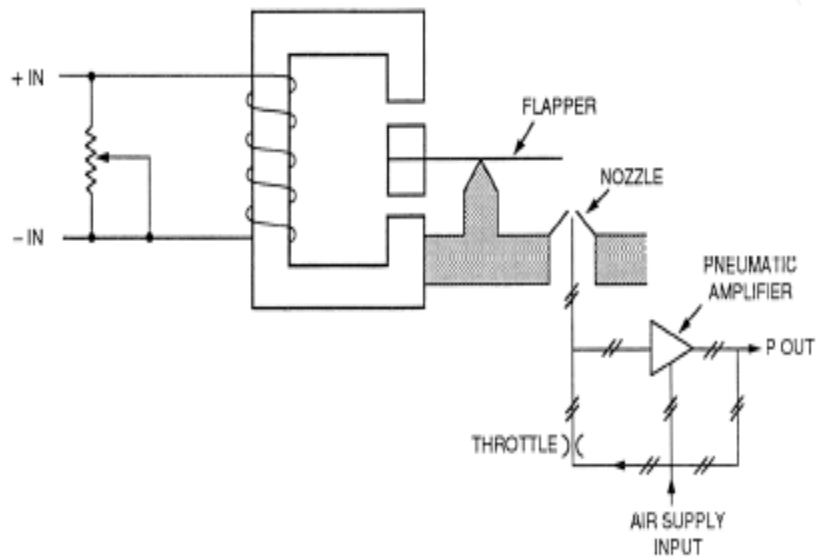 + IN
FLAPPER
NOZZLE
– IN
PNEUMATIC
AMPLIFIER
P OUT
THROTTLE
AIR SUPPLY
INPUT